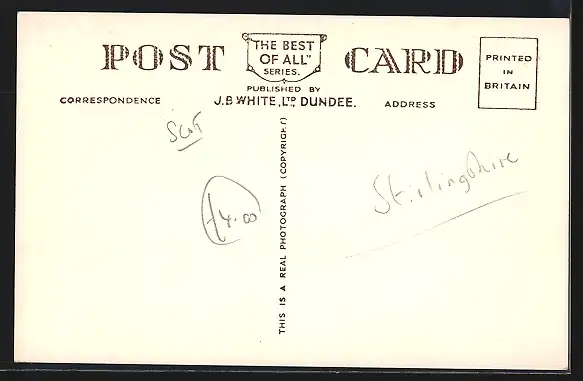 POST CARD
"THE BEST
OF ALL"
SERIES.
PUBLISHED BY
J.B WHITE, LTD DUNDEE.
PRINTED
IN
BRITAIN
CORRESPONDENCE
ADDRESS
Scot
£4.00
Stirlingshire
THIS IS A REAL PHOTOGRAPH (COPYRIGHT)